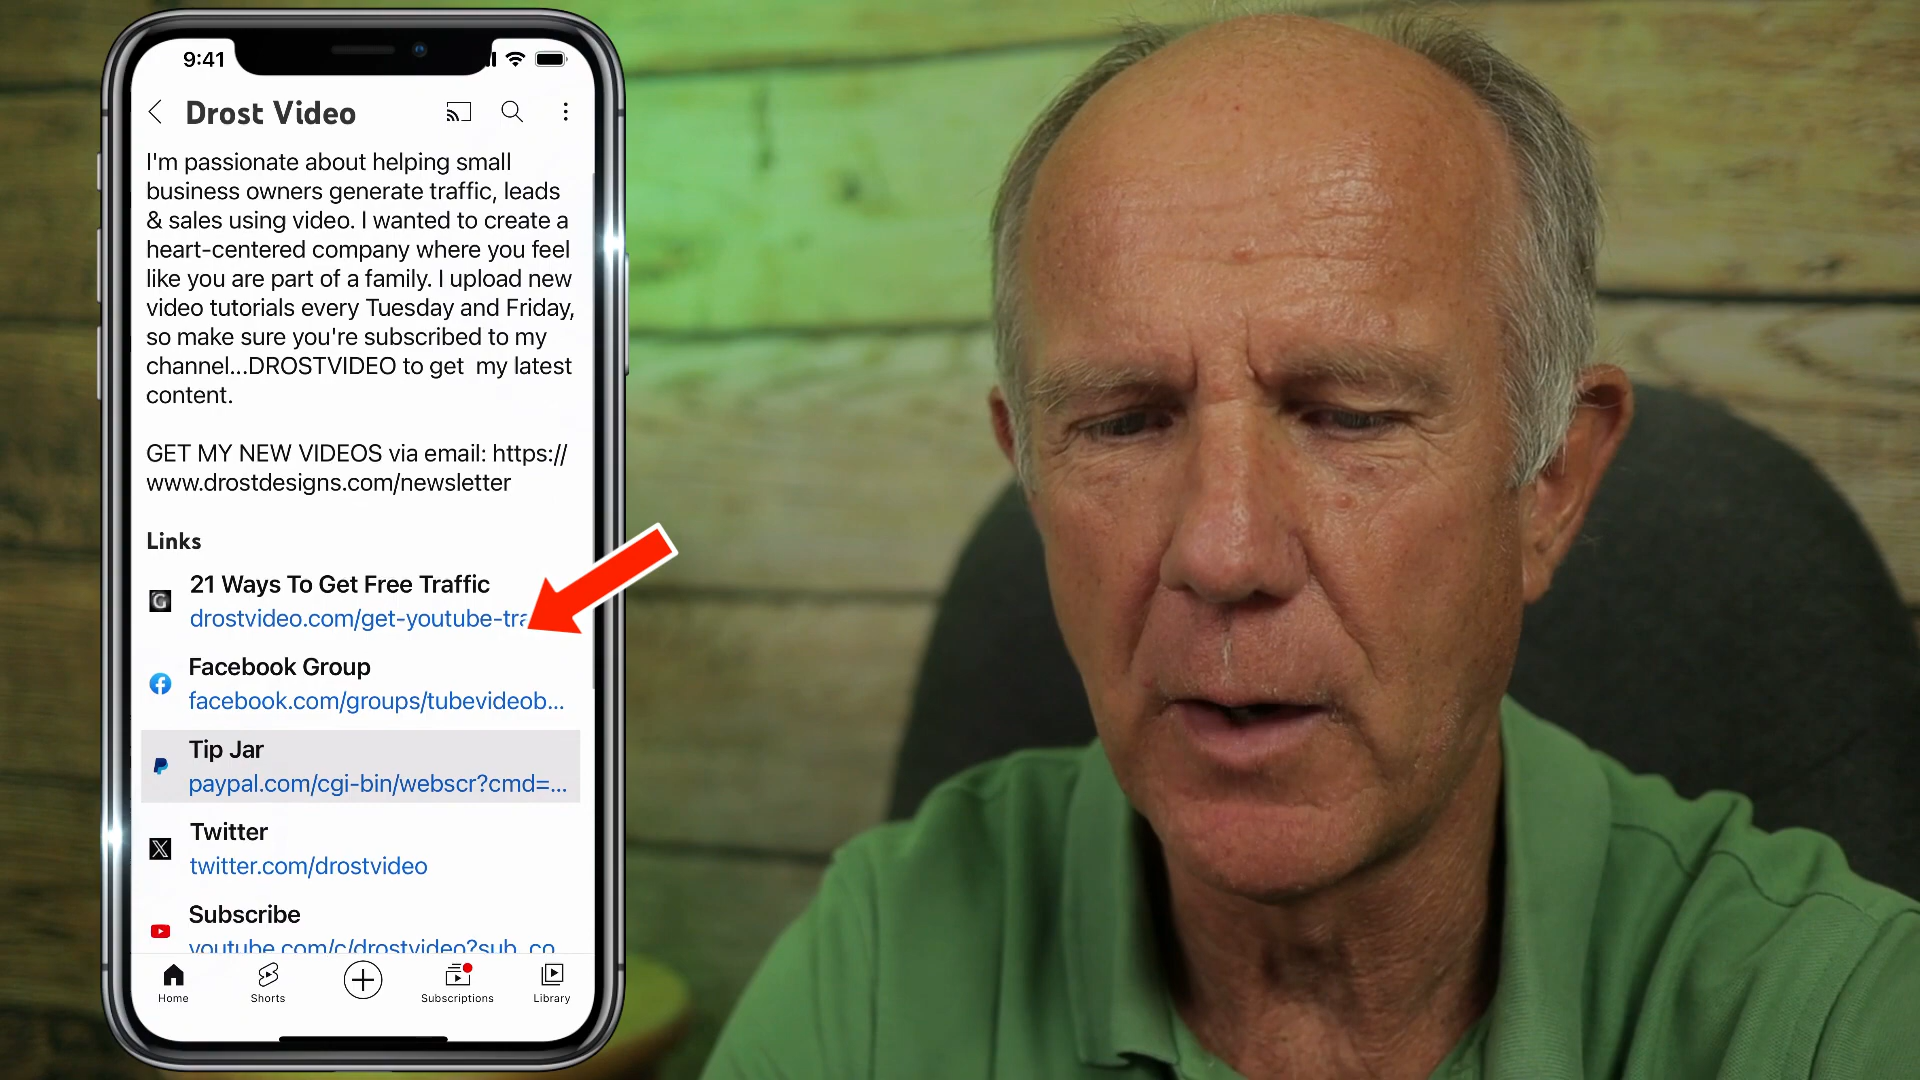 9:41
Drost Video
I'm passionate about helping small
business owners generate traffic, leads
& sales using video. I wanted to create a
heart-centered company where you feel
like you are part of a family. I upload new
video tutorials every Tuesday and Friday,
so make sure you're subscribed to my
channel...DROSTVIDEO to get  my latest
content.
GET MY NEW VIDEOS via email: https://
www.drostdesigns.com/newsletter
Links
21 Ways To Get Free Traffic
drostvideo.com/get-youtube-tra
Facebook Group
facebook.com/groups/tubevideob...
Tip Jar
paypal.com/cgi-bin/webscr?cmd=...
Twitter
twitter.com/drostvideo
Subscribe
youtube.com/c/drostvideo?sub_co
Home Shorts Subscriptions Library